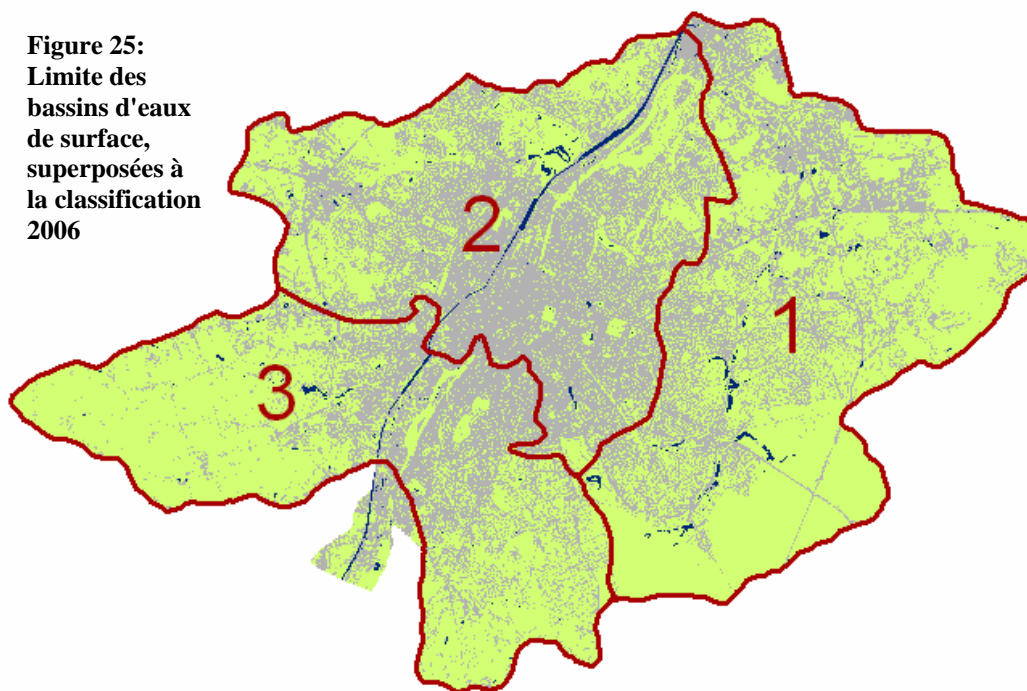 Figure 25:
Limite des
bassins d'eaux
de surface,
superposées à
la classification
2006
2
1
3